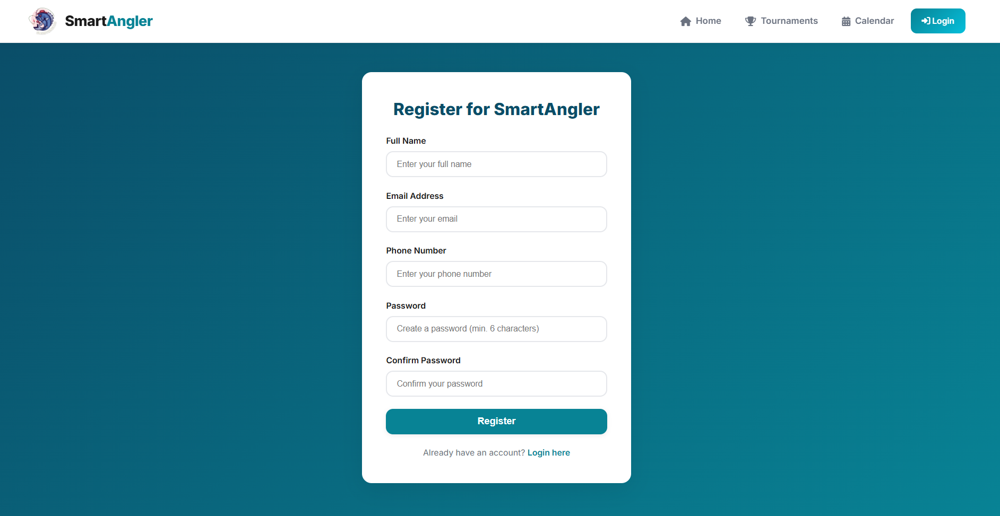 SmartAngler
Home
Tournaments
Calendar
Login
Register for SmartAngler
Full Name
Enter your full name
Email Address
Enter your email
Phone Number
Enter your phone number
Password
Create a password (min. 6 characters)
Confirm Password
Confirm your password
Register
Already have an account? Login here